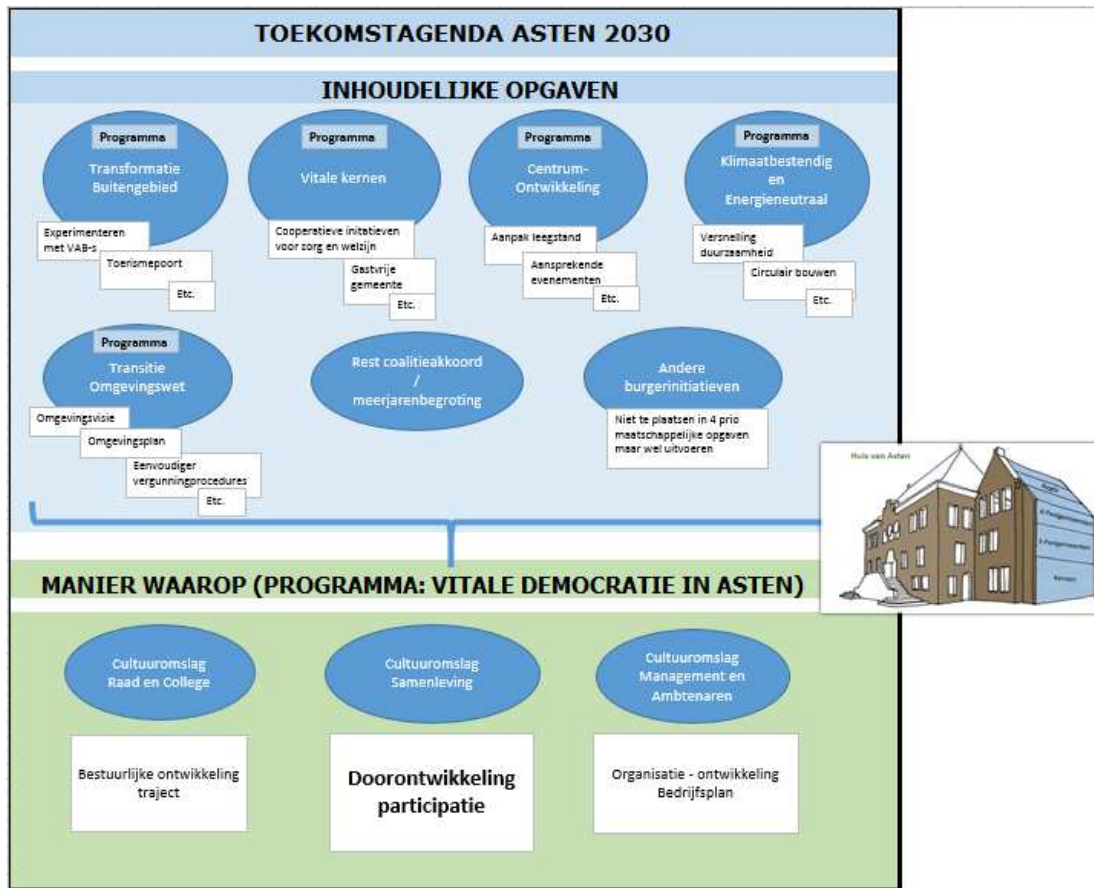 TOEKOMSTAGENDA ASTEN 2030
INHOUDELIJKE OPGAVEN
Programma
Transformatie
Buitengebied
Experimenteren
met VAB-s
Toerismepoort
Etc.
Programma
Vitale kernen
Cooperatieve initatieven
voor zorg en welzijn
Gastvrije
gemeente
Etc.
Programma
Centrum-
Ontwikkeling
Aanpak leegstand
Aansprekende
evenementen
Etc.
Programma
Klimaatbestendig
en
Energieneutraal
Versnelling
duurzaamheid
Circulair bouwen
Etc.
Programma
Transitie
Omgevingswet
Omgevingsvisie
Omgevingsplan
Eenvoudiger
vergunningprocedures
Etc.
Rest coalitieakkoord
/
meerjarenbegroting
Andere
burgerinitiatieven
Niet te plaatsen in 4 prio
maatschappelijke opgaven
maar wel uitvoeren
Huis van Asten
MANIER WAAROP (PROGRAMMA: VITALE DEMOCRATIE IN ASTEN)
Cultuuromslag
Raad en College
Bestuurlijke ontwikkeling
traject
Cultuuromslag
Samenleving
Doorontwikkeling
participatie
Cultuuromslag
Management en
Ambtenaren
Organisatie - ontwikkeling
Bedrijfsplan